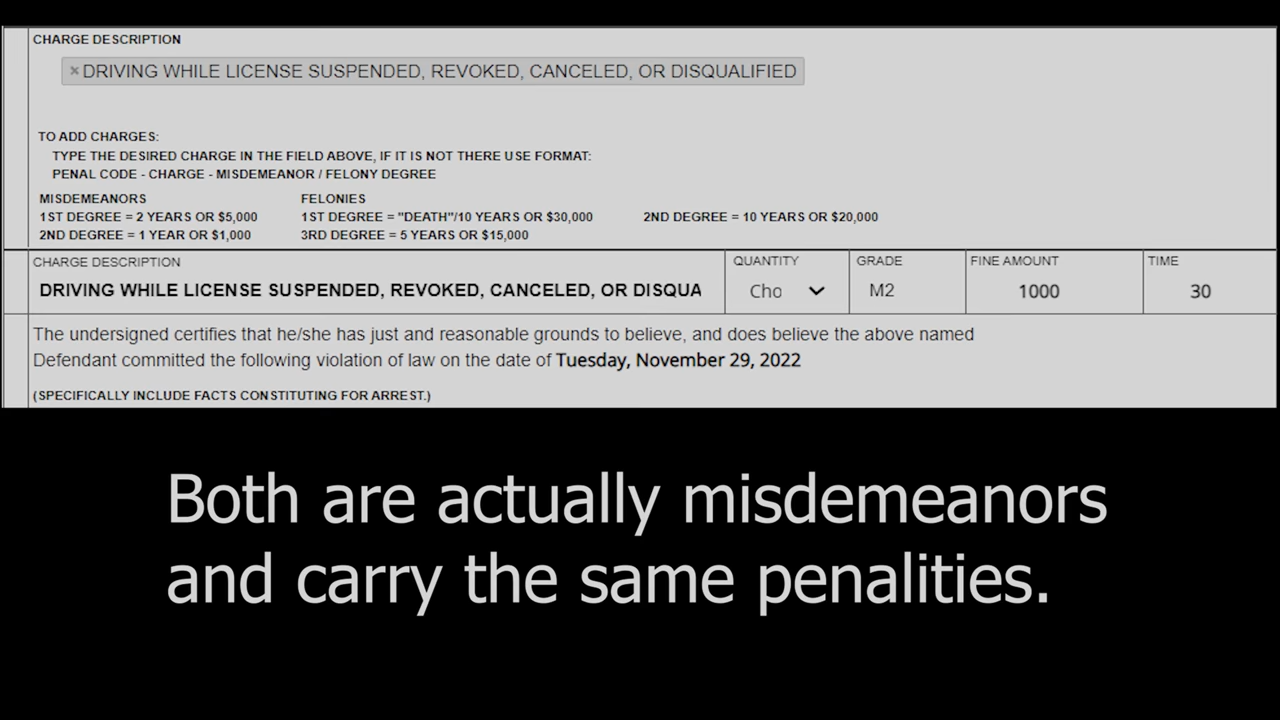 CHARGE DESCRIPTION
×DRIVING WHILE LICENSE SUSPENDED, REVOKED, CANCELED, OR DISQUALIFIED
TO ADD CHARGES:
TYPE THE DESIRED CHARGE IN THE FIELD ABOVE, IF IT IS NOT THERE USE FORMAT:
PENAL CODE - CHARGE - MISDEMEANOR / FELONY DEGREE
MISDEMEANORS FELONIES
1ST DEGREE = 2 YEARS OR $5,000 1ST DEGREE = "DEATH"/10 YEARS OR $30,000 2ND DEGREE = 10 YEARS OR $20,000
2ND DEGREE = 1 YEAR OR $1,000 3RD DEGREE = 5 YEARS OR $15,000
CHARGE DESCRIPTION QUANTITY GRADE FINE AMOUNT TIME
DRIVING WHILE LICENSE SUSPENDED, REVOKED, CANCELED, OR DISQUA Cho M2 1000 30
The undersigned certifies that he/she has just and reasonable grounds to believe, and does believe the above named
Defendant committed the following violation of law on the date of Tuesday, November 29, 2022
(SPECIFICALLY INCLUDE FACTS CONSTITUTING FOR ARREST.)
Both are actually misdemeanors
and carry the same penalities.